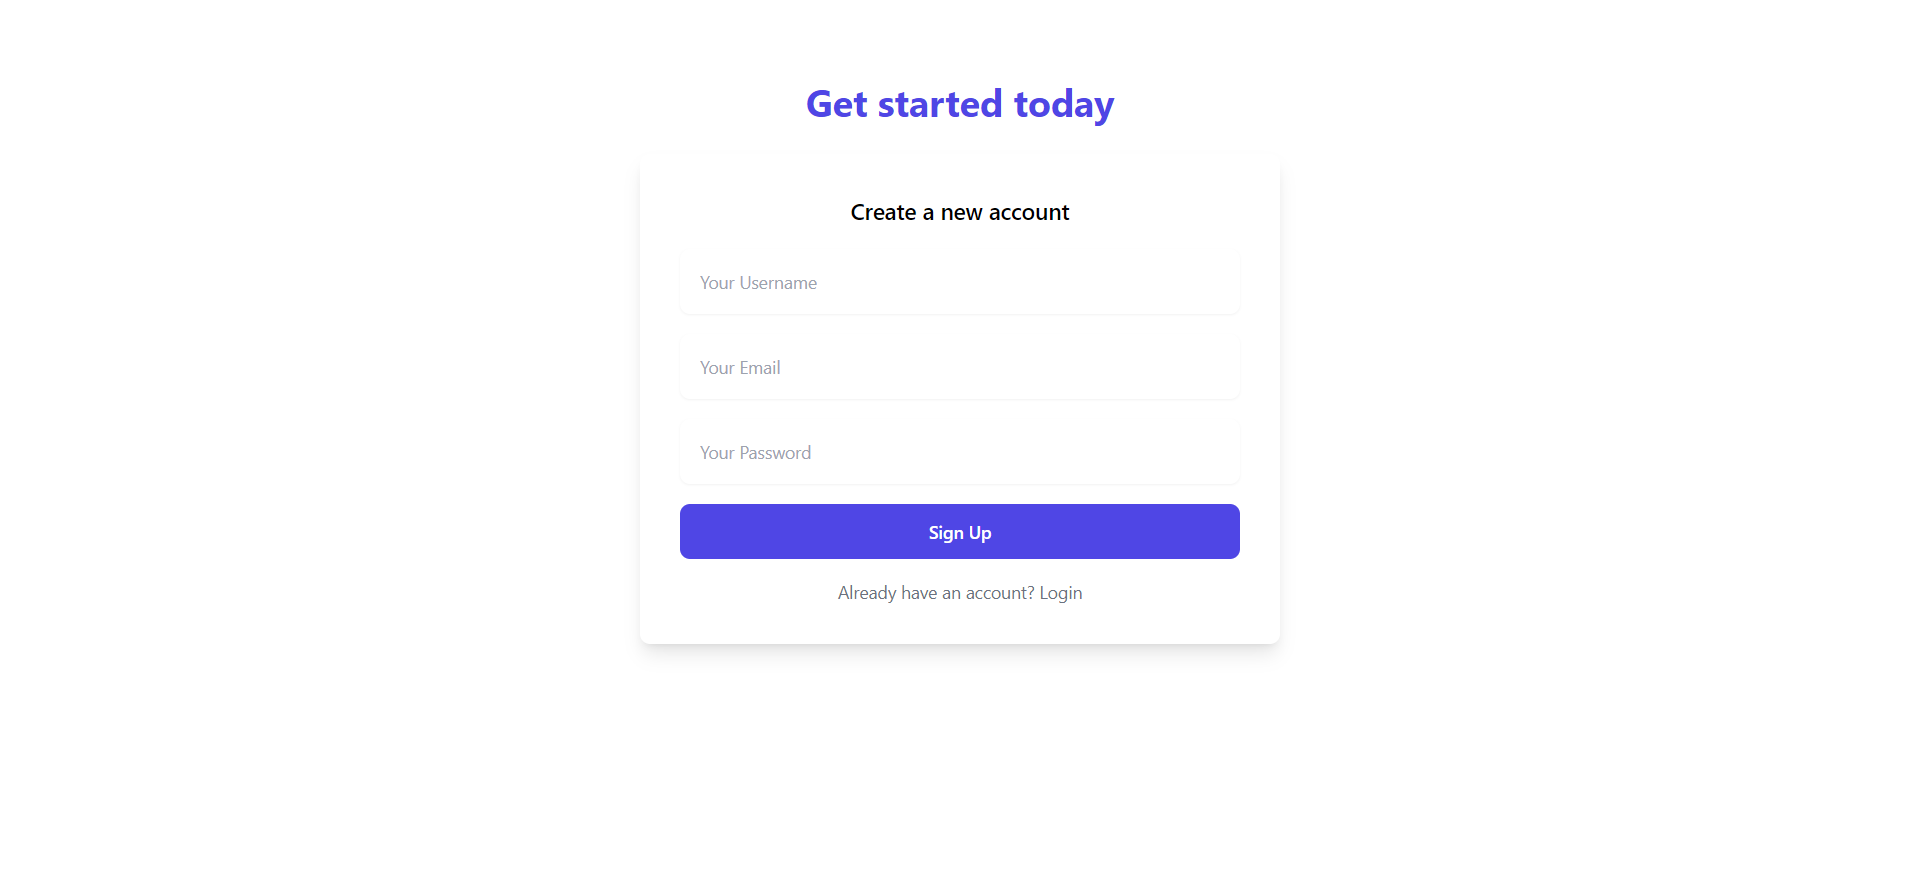 Get started today
Create a new account
Your Username
Your Email
Your Password
Sign Up
Already have an account? Login